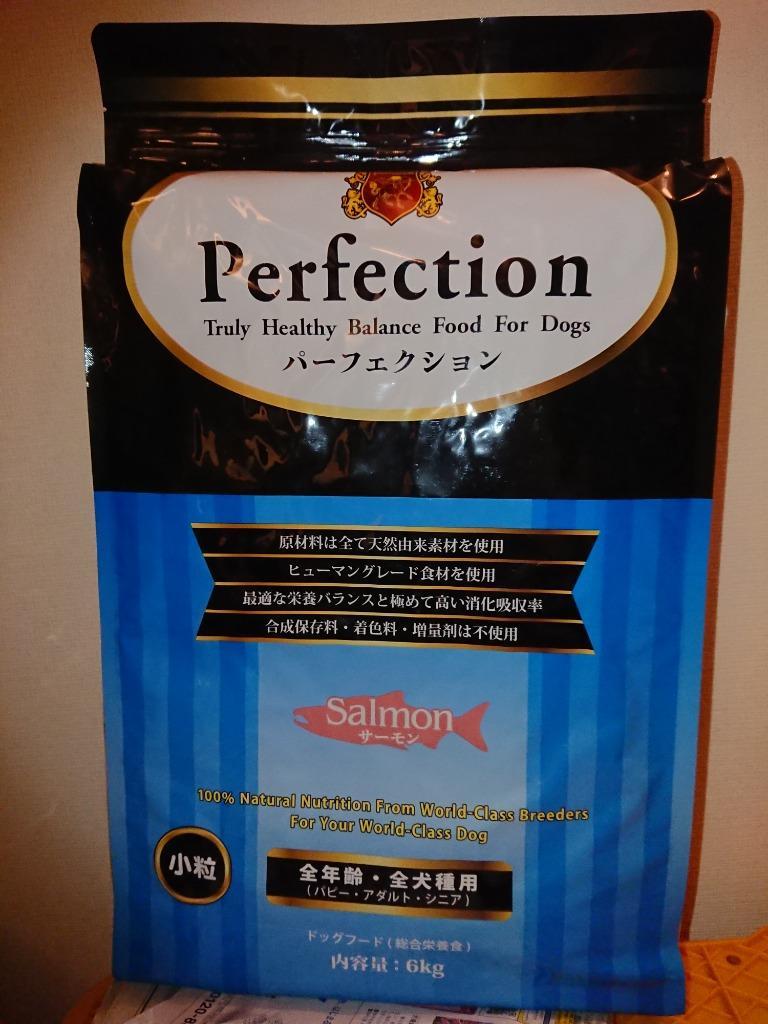 Perfection
Truly Healthy Balance Food For Dogs
パーフェクション
原材料は全て天然由来素材を使用
ヒューマングレード食材を使用
最適な栄養バランスと極めて高い消化吸収率
合成保存料・着色料・増量剤は不使用
Salmon
サーモン
100% Natural Nutrition From World-Class Breeders
For Your World-Class Dog
小粒
全年齢・全犬種用
(パピー・アダルト・シニア)
ドッグフード(総合栄養食)
内容量:6kg